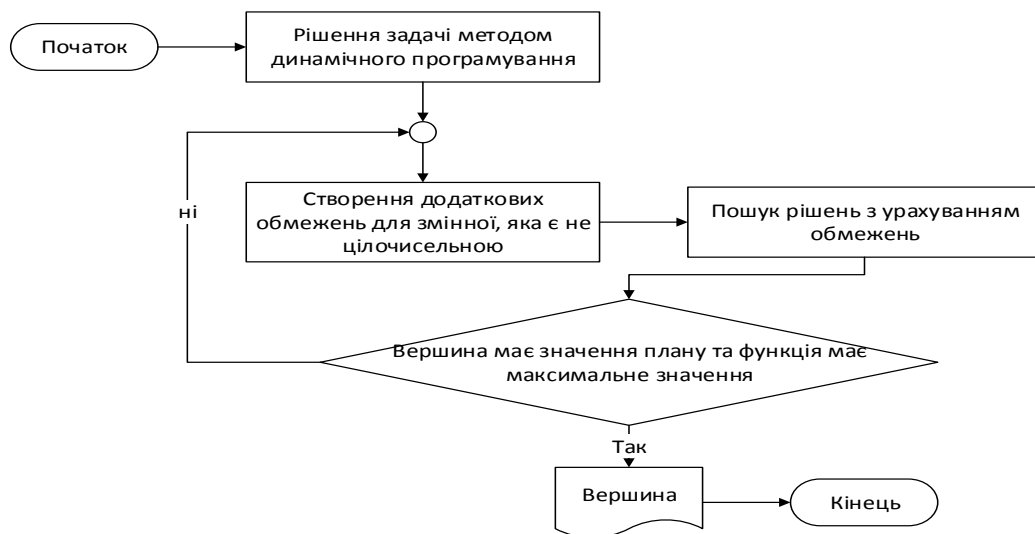 Початок
Рішення задачі методом
динамічного програмування
ні
Створення додаткових
обмежень для змінної, яка є не
цілочисельною
Пошук рішень з урахуванням
обмежень
Вершина має значення плану та функція має
максимальне значення
Так
Вершина
Кінець